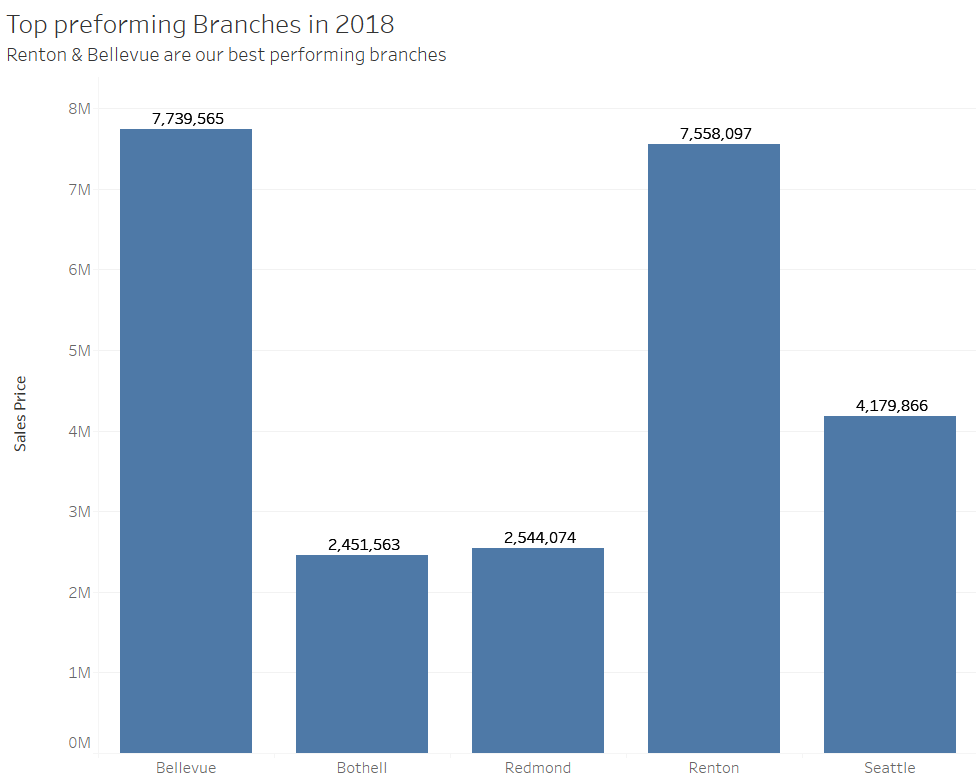 Top preforming Branches in 2018
Renton & Bellevue are our best performing branches
8M
7M
6M
5M
4M
3M
2M
1M
0M
Sales Price
7,739,565
2,451,563
2,544,074
7,558,097
4,179,866
Bellevue
Bothell
Redmond
Renton
Seattle